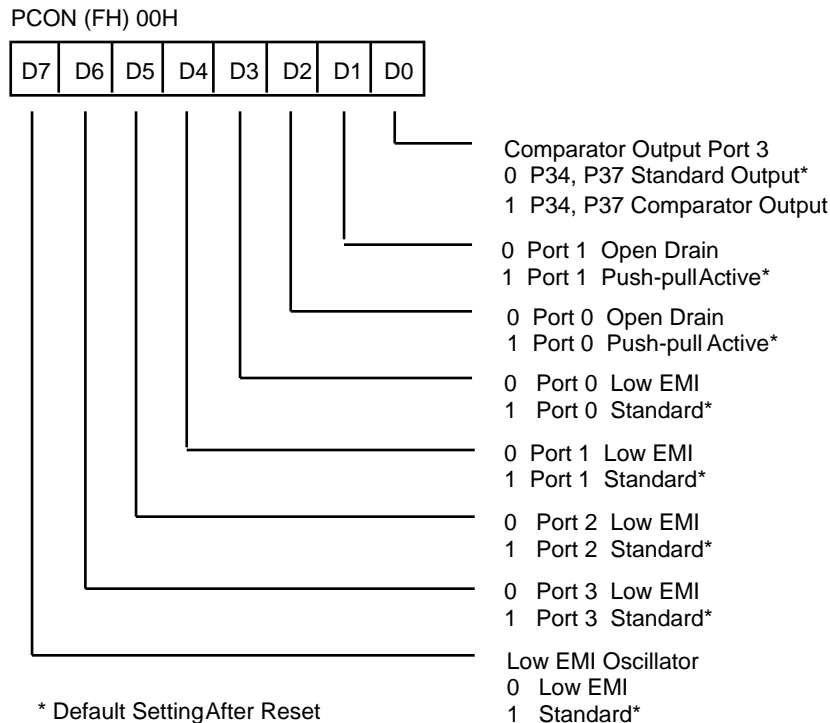 PCON (FH) 00H
D7 D6 D5 D4 D3 D2 D1 D0
Comparator Output Port 3
0 P34, P37 Standard Output*
1 P34, P37 Comparator Output
0 Port 1 Open Drain
1 Port 1 Push-pullActive*
0 Port 0 Open Drain
1 Port 0 Push-pull Active*
0 Port 0 Low EMI
1 Port 0 Standard*
0 Port 1 Low EMI
1 Port 1 Standard*
0 Port 2 Low EMI
1 Port 2 Standard*
0 Port 3 Low EMI
1 Port 3 Standard*
Low EMI Oscillator
0 Low EMI
1 Standard*
* Default SettingAfter Reset